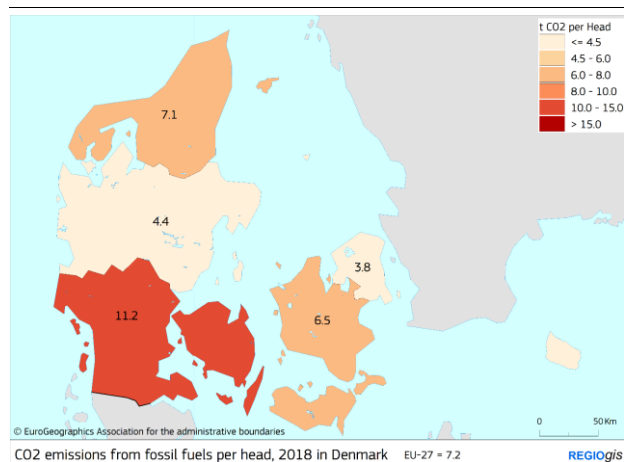 t CO2 per Head
<= 4.5
4.5 - 6.0
6.0 - 8.0
8.0 - 10.0
10.0 - 15.0
> 15.0
7.1
4.4
3.8
11.2
6.5
© EuroGeographics Association for the administrative boundaries
0 50 Km
CO2 emissions from fossil fuels per head, 2018 in Denmark EU-27 = 7.2 REGIOgis